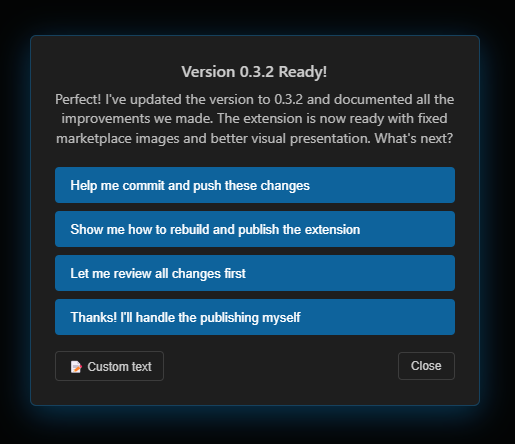 Version 0.3.2 Ready!
Perfect! I've updated the version to 0.3.2 and documented all the
improvements we made. The extension is now ready with fixed
marketplace images and better visual presentation. What's next?
Help me commit and push these changes
Show me how to rebuild and publish the extension
Let me review all changes first
Thanks! I'll handle the publishing myself
📝 Custom text
Close